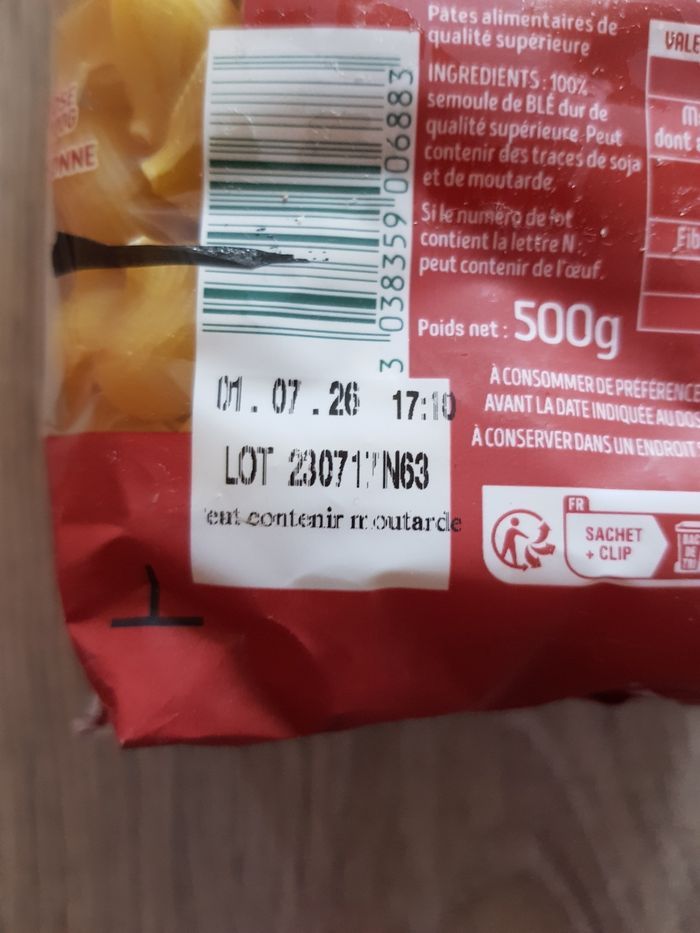 Pâtes alimentaires de
qualité supérieure
INGRÉDIENTS : 100%
semoule de BLÉ dur de
qualité supérieure. Peut
contenir des traces de soja
et de moutarde.
Si le numéro de lot
contient la lettre N :
peut contenir de l'œuf.
Poids net : 500g
À CONSOMMER DE PRÉFÉRENCE
AVANT LA DATE INDIQUÉE AU
À CONSERVER DANS UN ENDROIT
3 038359 006883
01.07.26 17:10
LOT 230717N63
eut contenir moutarde
FR
SACHET
+ CLIP